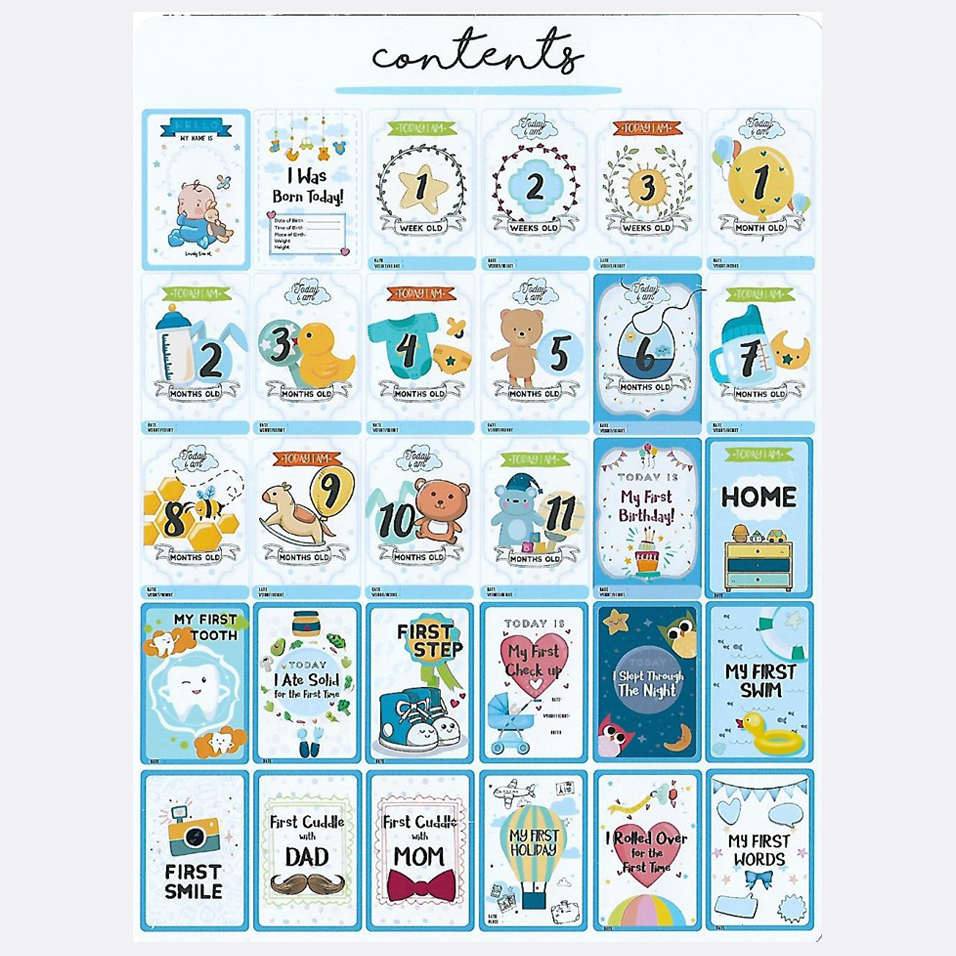 contents
HELLO
MY NAME IS
I Was
Born Today!
Date of Birth
Time of Birth
Place of Birth
Weight
Height
TODAY I AM
1
WEEK OLD
Today
i am
2
WEEKS OLD
TODAY I AM
3
WEEKS OLD
Today
i am
1
MONTH OLD
TODAY I AM
2
MONTHS OLD
Today
i am
3
MONTHS OLD
TODAY I AM
4
MONTHS OLD
Today
i am
5
MONTHS OLD
Today
i am
6
MONTHS OLD
TODAY I AM
7
MONTHS OLD
Today
i am
8
MONTHS OLD
TODAY I AM
9
MONTHS OLD
Today
i am
10
MONTHS OLD
TODAY I AM
11
MONTHS OLD
TODAY IS
My First
Birthday!
TODAY I AM
HOME
MY FIRST
TOOTH
TODAY
I Ate Solid
for the First Time
FIRST
STEP
TODAY IS
My First
Check up
TODAY
I Slept Through
The Night
MY FIRST
SWIM
FIRST
SMILE
First Cuddle
with
DAD
First Cuddle
with
MOM
MY FIRST
HOLIDAY
I Rolled Over
for the
First Time
MY FIRST
WORDS